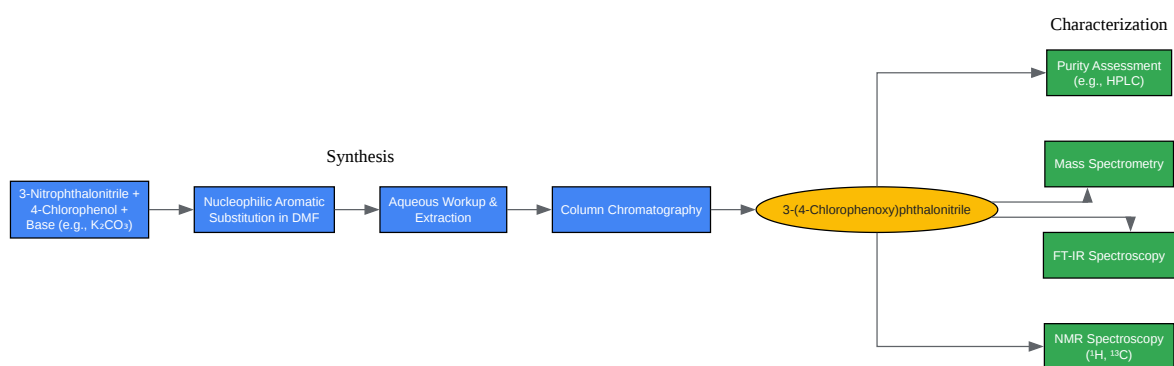 Synthesis
3-Nitrophthalonitrile +
4-Chlorophenol +
Base (e.g., K₂CO₃)
Nucleophilic Aromatic
Substitution in DMF
Aqueous Workup &
Extraction
Column Chromatography
3-(4-Chlorophenoxy)phthalonitrile
Characterization
Purity Assessment
(e.g., HPLC)
Mass Spectrometry
FT-IR Spectroscopy
NMR Spectroscopy
(¹H, ¹³C)